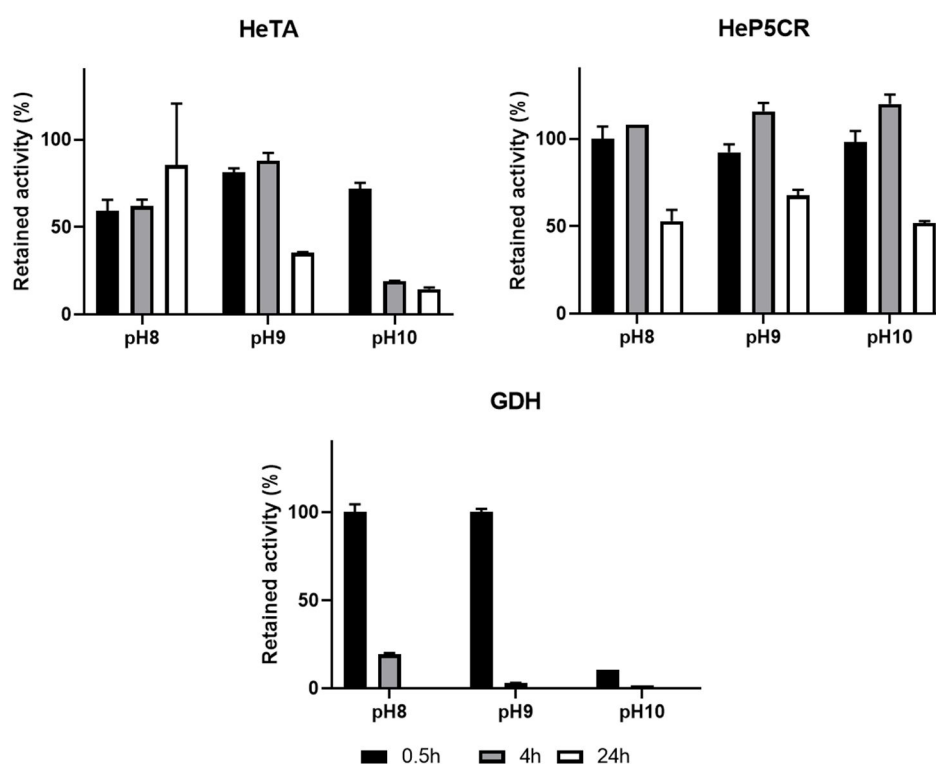 HeTA
Retained activity (%)
100
50
0
pH8 pH9 pH10
HeP5CR
Retained activity (%)
100
50
0
pH8 pH9 pH10
GDH
Retained activity (%)
100
50
0
pH8 pH9 pH10
0.5h 4h 24h